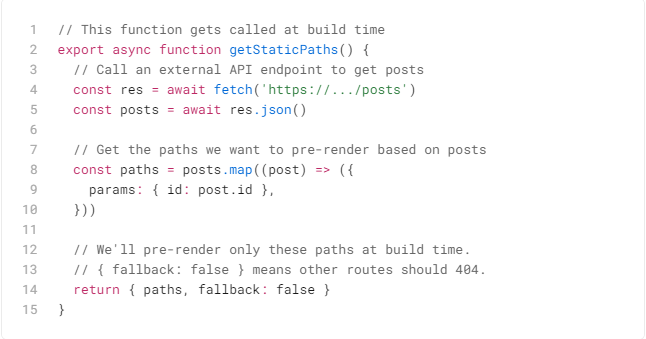 1 // This function gets called at build time
2 export async function getStaticPaths() {
3   // Call an external API endpoint to get posts
4   const res = await fetch('https://.../posts')
5   const posts = await res.json()
6
7   // Get the paths we want to pre-render based on posts
8   const paths = posts.map((post) => ({
9     params: { id: post.id },
10   }))
11
12   // We'll pre-render only these paths at build time.
13   // { fallback: false } means other routes should 404.
14   return { paths, fallback: false }
15 }